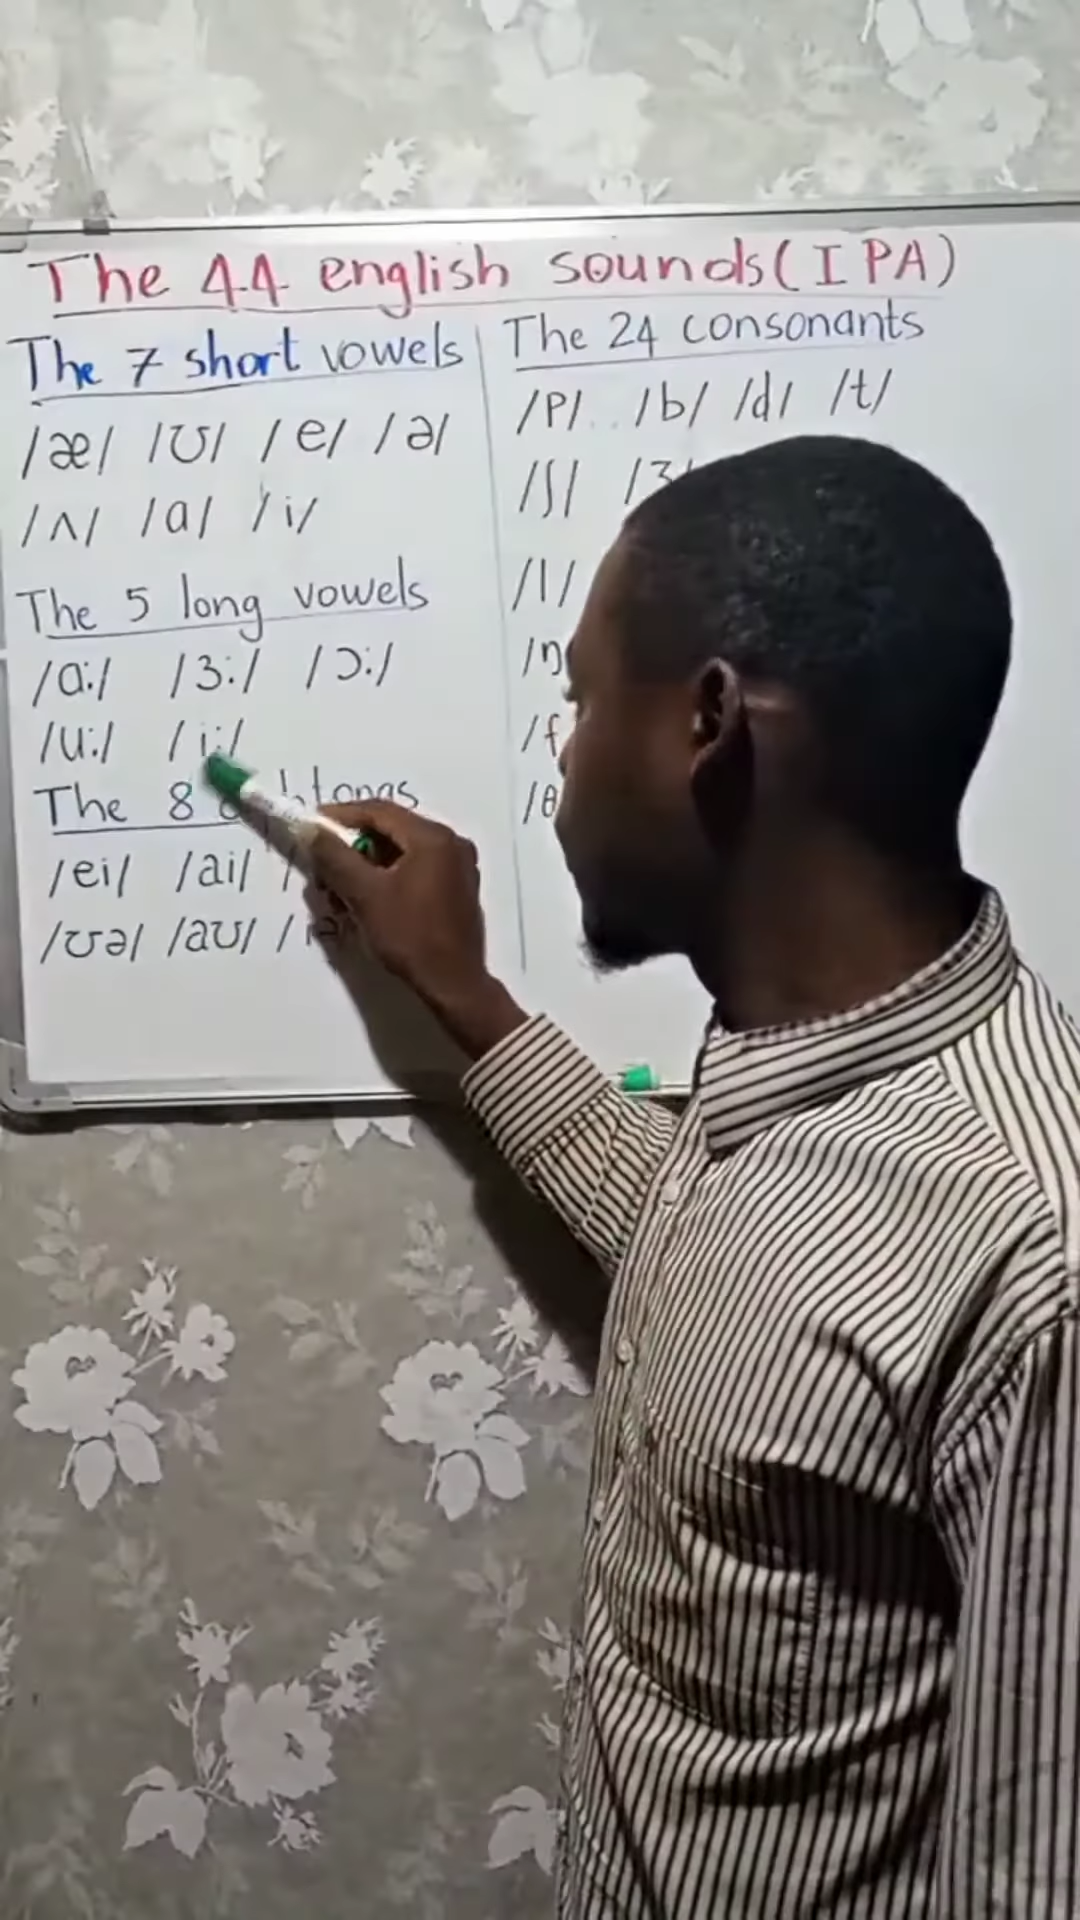 The 44 english sounds (IPA)
The 7 short vowels
/æ/ /ʊ/ /e/ /ə/
/ʌ/ /a/ /i/
The 5 long vowels
/a:/ /3:/ /ɔ:/
/u:/ /i:/
The 8
/ei/ /ai/
/ʊə/ /aʊ/
The 24 consonants
/P/ /b/ /d/ /t/
/ʃ/ /ʒ/
/l/
/ŋ
/f
/θ